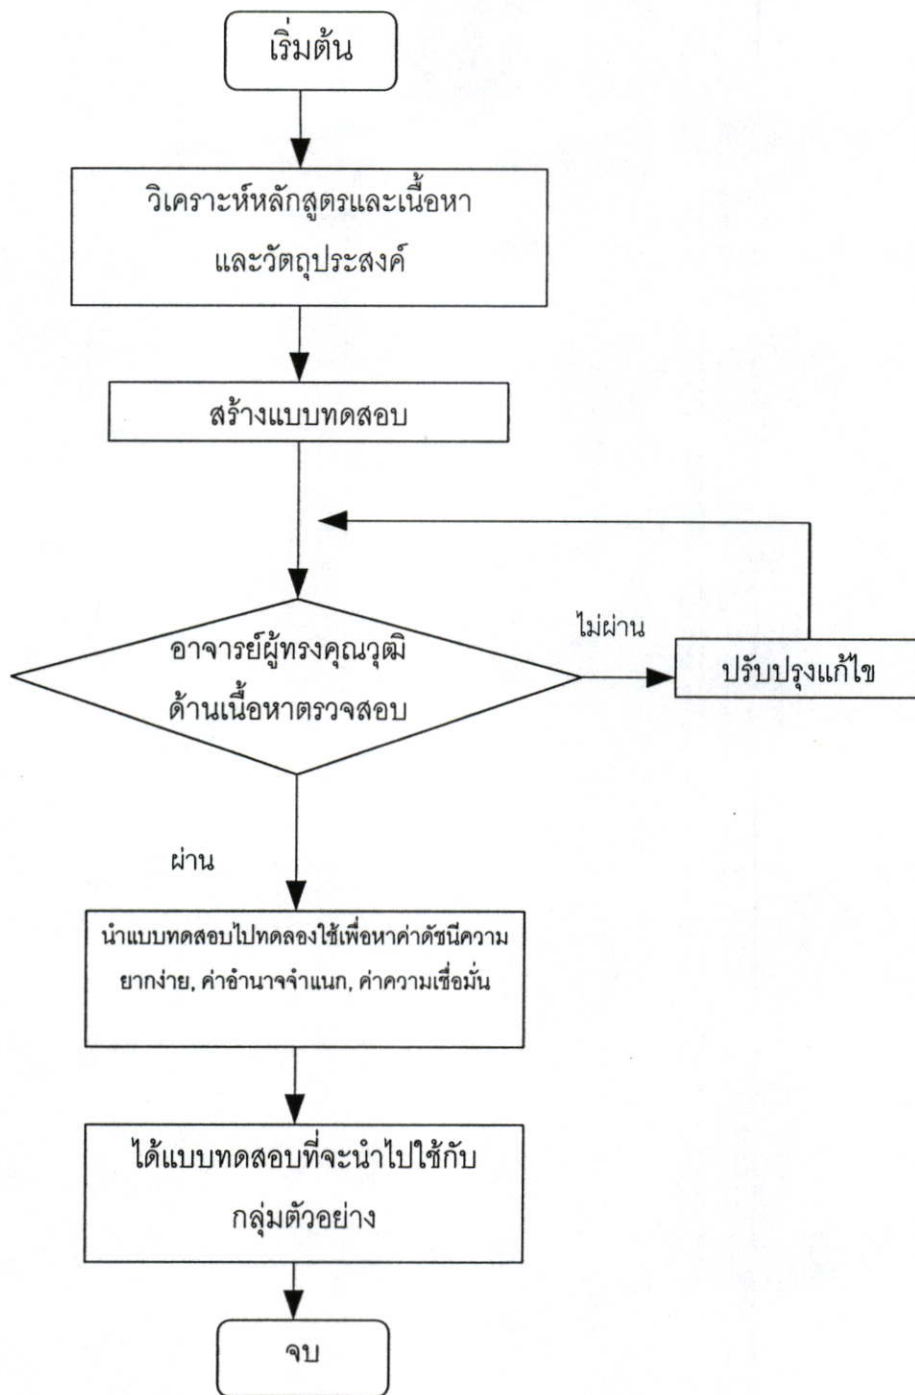 เริ่มต้น
วิเคราะห์หลักสูตรและเนื้อหา
และวัตถุประสงค์
สร้างแบบทดสอบ
อาจารย์ผู้ทรงคุณวุฒิ
ด้านเนื้อหาตรวจสอบ
ไม่ผ่าน
ปรับปรุงแก้ไข
ผ่าน
นำแบบทดสอบไปทดลองใช้เพื่อหาค่าดัชนีความ
ยากง่าย, ค่าอำนาจจำแนก, ค่าความเชื่อมั่น
ได้แบบทดสอบที่จะนำไปใช้กับ
กลุ่มตัวอย่าง
จบ